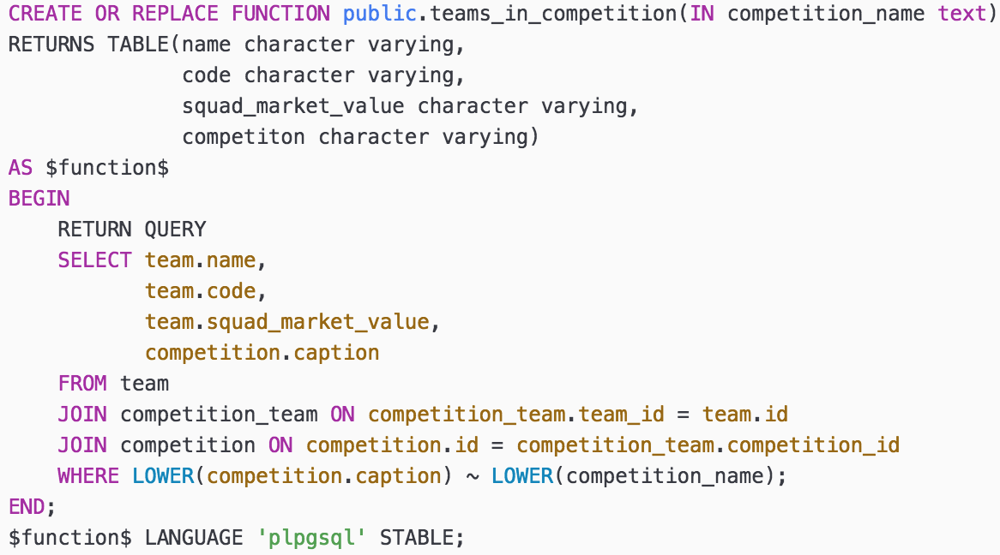 CREATE OR REPLACE FUNCTION public.teams_in_competition(IN competition_name text)
RETURNS TABLE(name character varying,
              code character varying,
              squad_market_value character varying,
              competiton character varying)
AS $function$
BEGIN
    RETURN QUERY
    SELECT team.name,
           team.code,
           team.squad_market_value,
           competition.caption
    FROM team
    JOIN competition_team ON competition_team.team_id = team.id
    JOIN competition ON competition.id = competition_team.competition_id
    WHERE LOWER(competition.caption) ~ LOWER(competition_name);
END;
$function$ LANGUAGE 'plpgsql' STABLE;